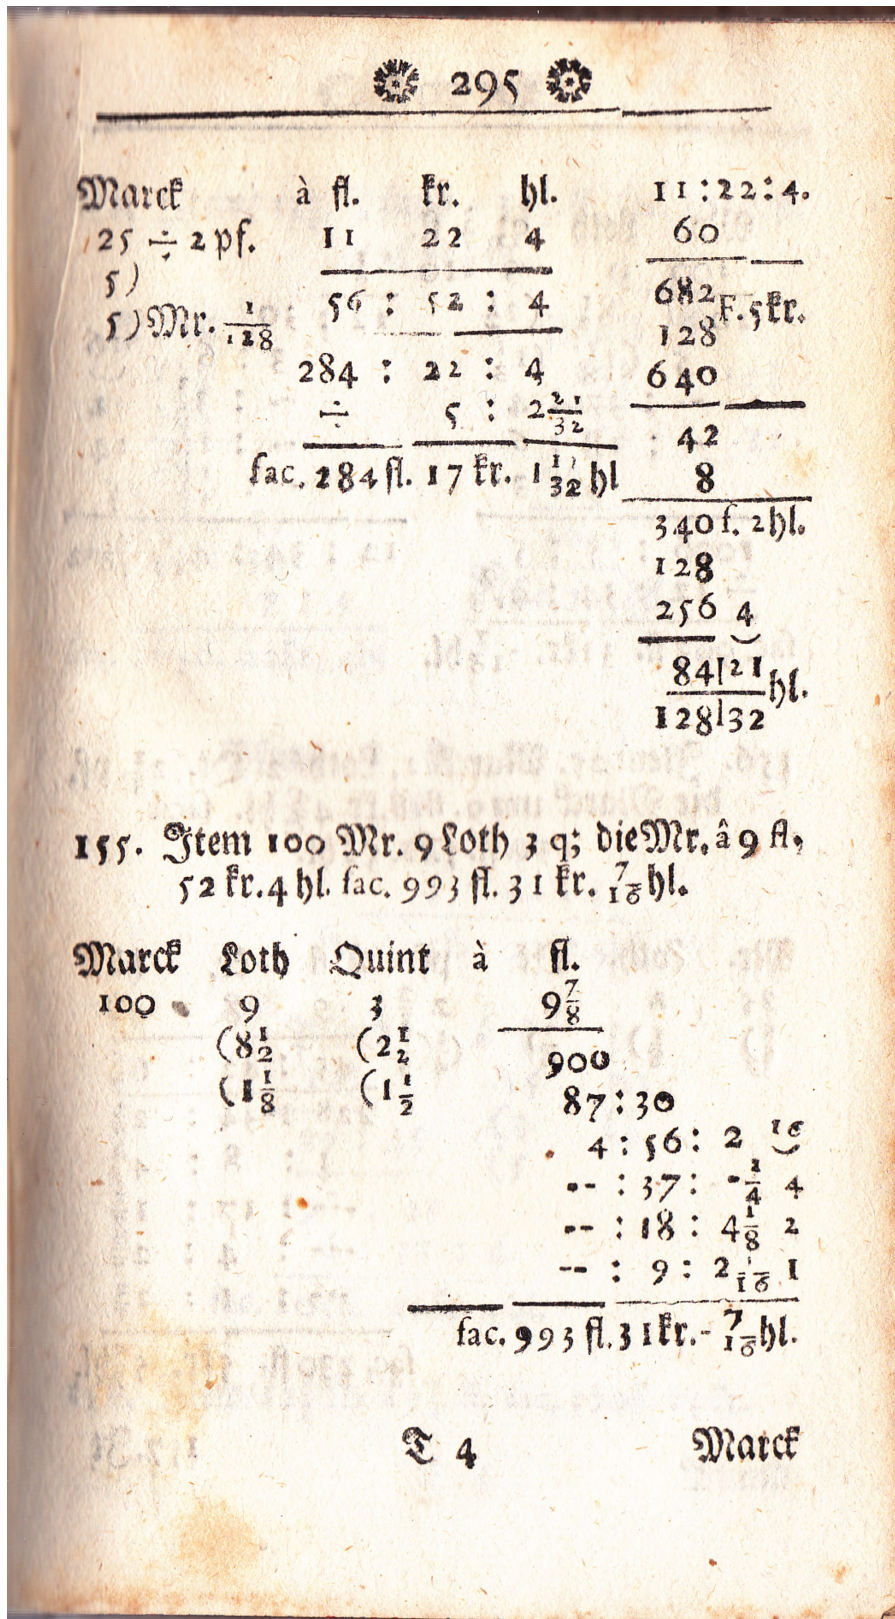 295
Marck à fl. kr. hl.
25 ÷ 2 pf. 11 22 4
5)
56 : 52 : 4
5) Mr. 1/128
284 : 22 : 4
÷ 5 : 2 21/32
fac. 284 fl. 17 kr. 1 11/32 hl
11 : 22 : 4.
60
682 f. 5 kr.
128
640
42
8
340 f. 2 hl.
128
256 4
84|21 hl.
128|32
155. Item 100 Mr. 9 Loth 3 q; die Mr. â 9 fl,
52 kr. 4 hl. fac. 993 fl. 31 kr. 7/16 hl.
Marck Loth Quint à fl.
100 9 3 9 7/8
(8 1/2 (2 1/2
900
(1 1/8 (1 1/2
87 : 30
4 : 56 : 2 16
-- : 37 : - 1/4 4
-- : 18 : 4 1/8 2
-- : 9 : 2 1/16 1
fac. 993 fl. 31 kr. - 7/16 hl.
T 4 Marck